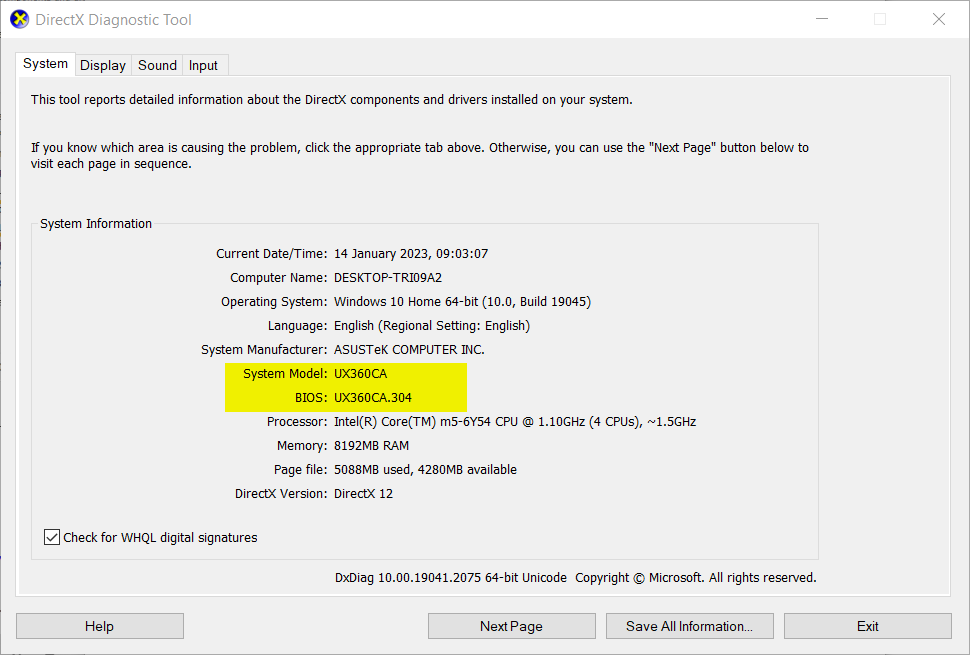 DirectX Diagnostic Tool
System Display Sound Input
This tool reports detailed information about the DirectX components and drivers installed on your system.
If you know which area is causing the problem, click the appropriate tab above. Otherwise, you can use the "Next Page" button below to
visit each page in sequence.
System Information
Current Date/Time: 14 January 2023, 09:03:07
Computer Name: DESKTOP-TRI09A2
Operating System: Windows 10 Home 64-bit (10.0, Build 19045)
Language: English (Regional Setting: English)
System Manufacturer: ASUSTeK COMPUTER INC.
System Model: UX360CA
BIOS: UX360CA.304
Processor: Intel(R) Core(TM) m5-6Y54 CPU @ 1.10GHz (4 CPUs), ~1.5GHz
Memory: 8192MB RAM
Page file: 5088MB used, 4280MB available
DirectX Version: DirectX 12
Check for WHQL digital signatures
DxDiag 10.00.19041.2075 64-bit Unicode Copyright © Microsoft. All rights reserved.
Help Next Page Save All Information... Exit